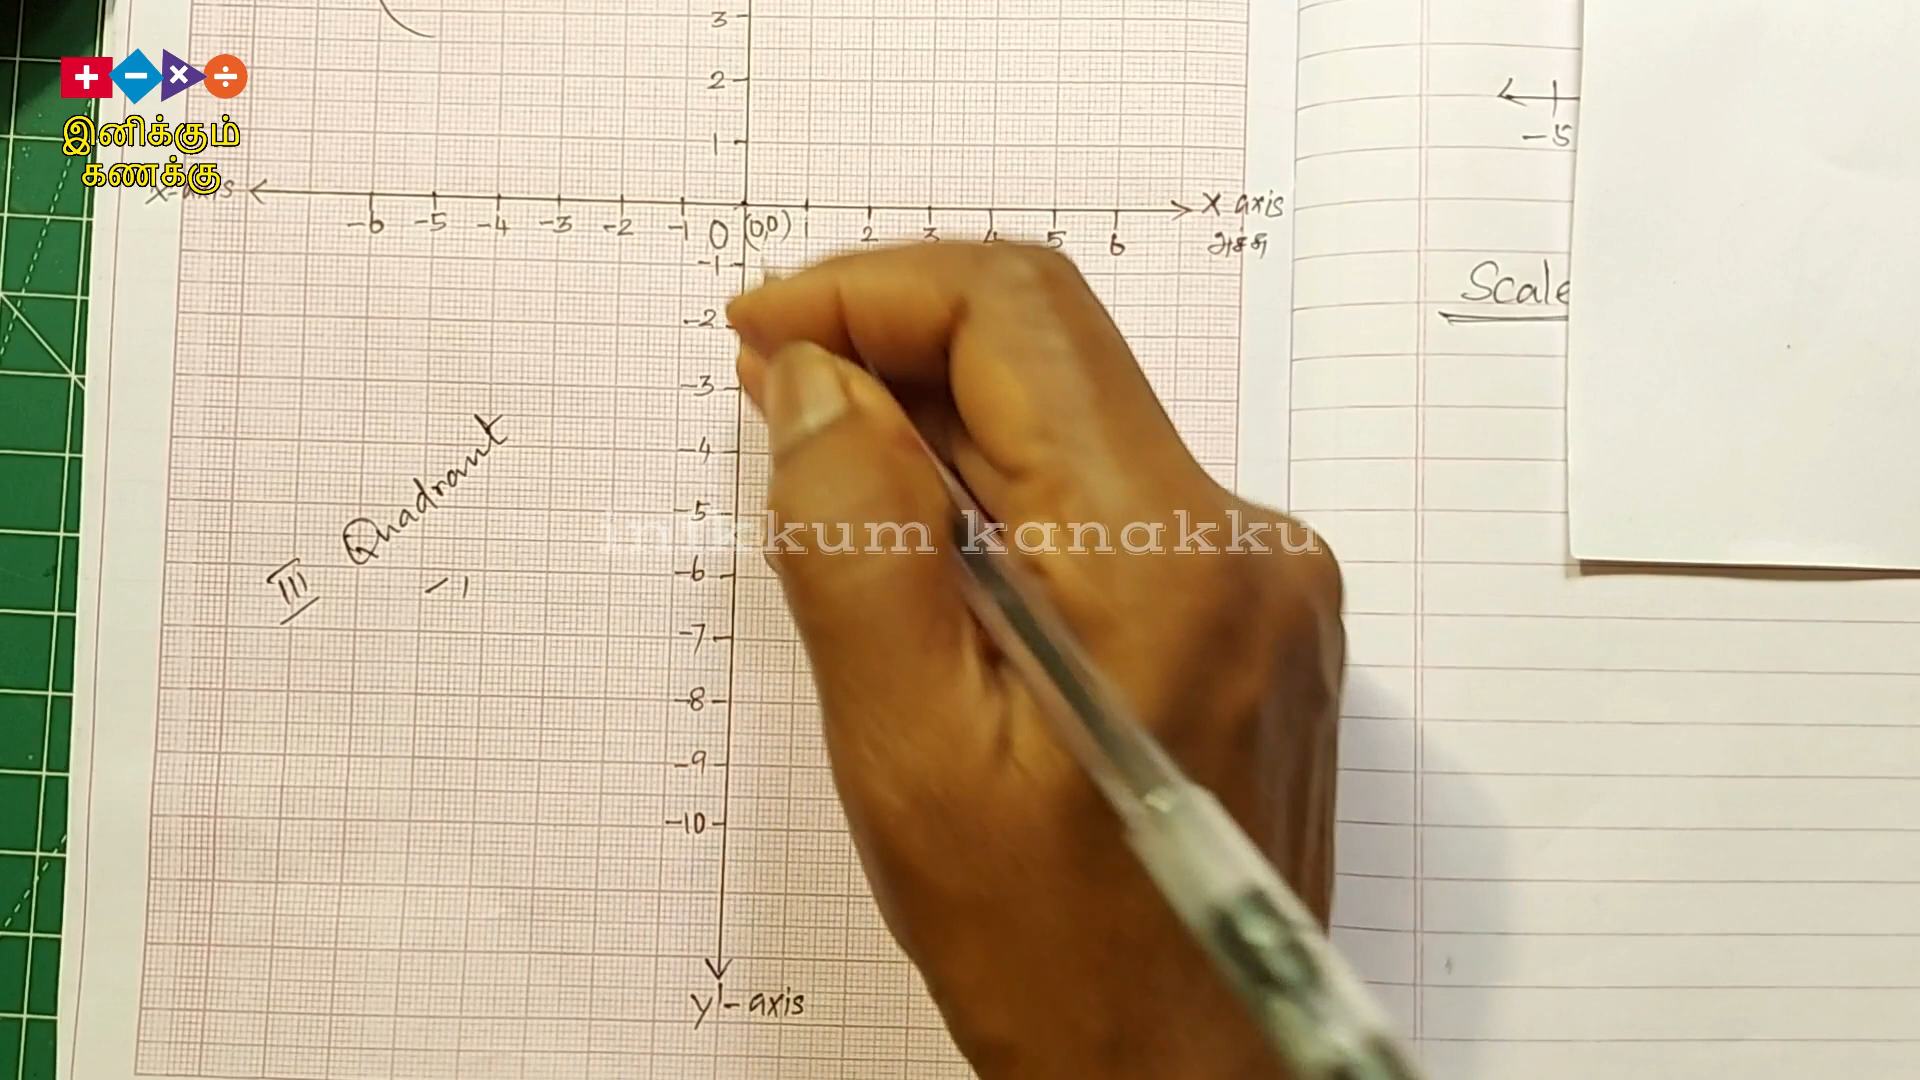 இனிக்கும்
கணக்கு
3
2
1
X-axis
X axis
அச்சு
-6 -5 -4 -3 -2 -1 0 (0,0) 1 2 3 4 5 6
-1
-2
-3
-4
-5
-6
-7
-8
-9
-10
y'-axis
III Quadrant
-1
inikkum kanakku
-5
Scale